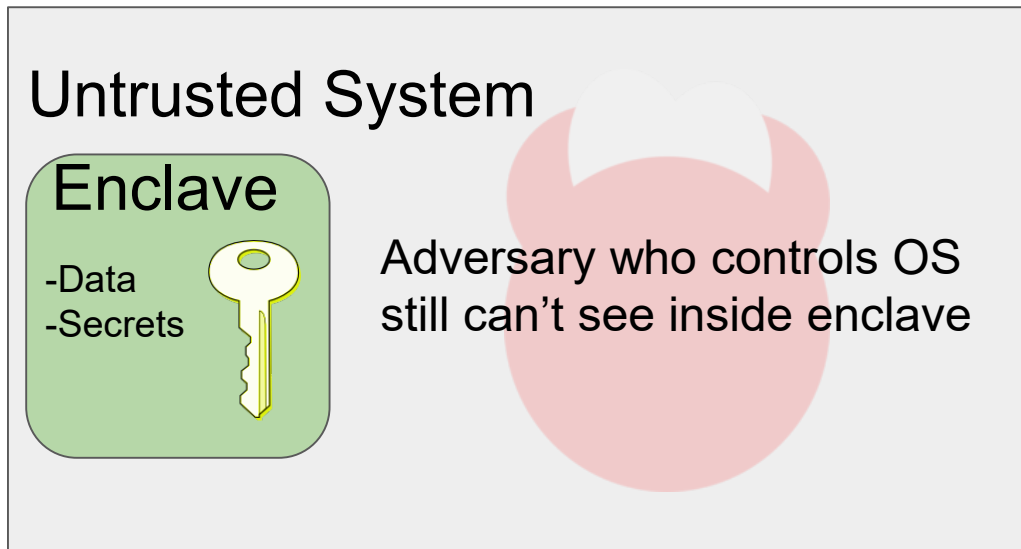 Untrusted System
Enclave
-Data
-Secrets
Adversary who controls OS
still can’t see inside enclave